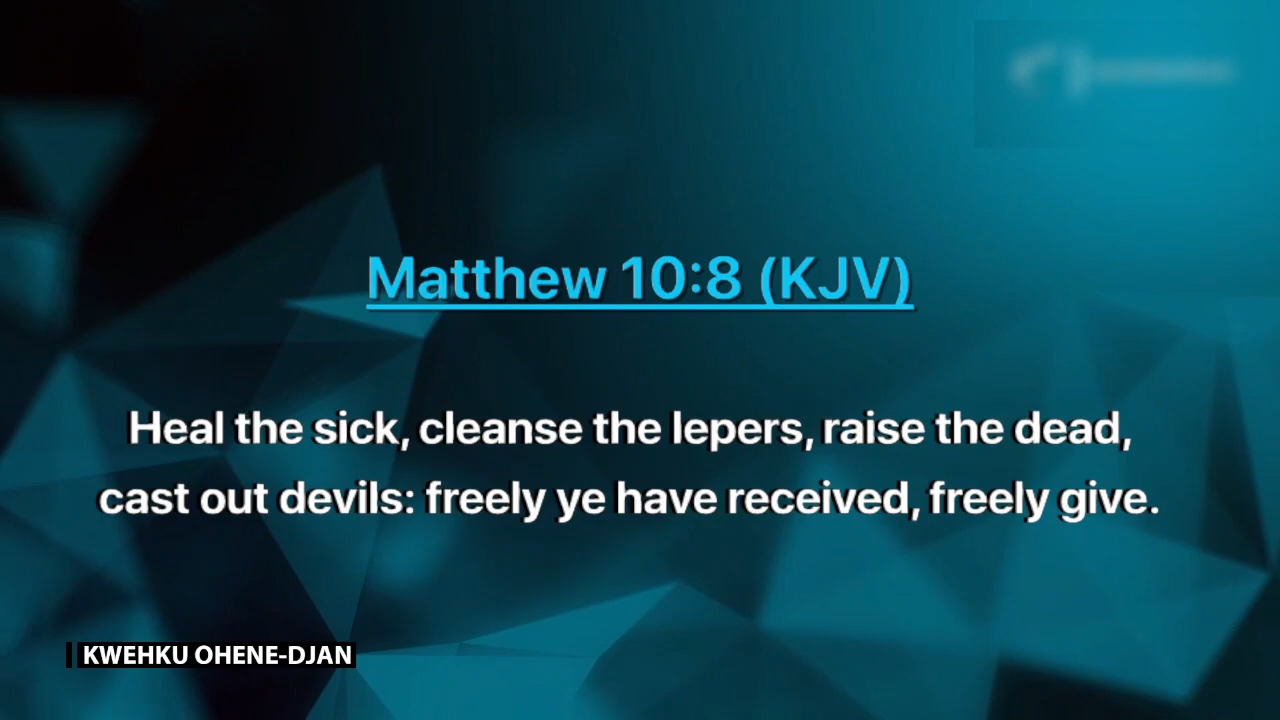 Matthew 10:8 (KJV)
Heal the sick, cleanse the lepers, raise the dead,
cast out devils: freely ye have received, freely give.
KWEHKU OHENE-DJAN